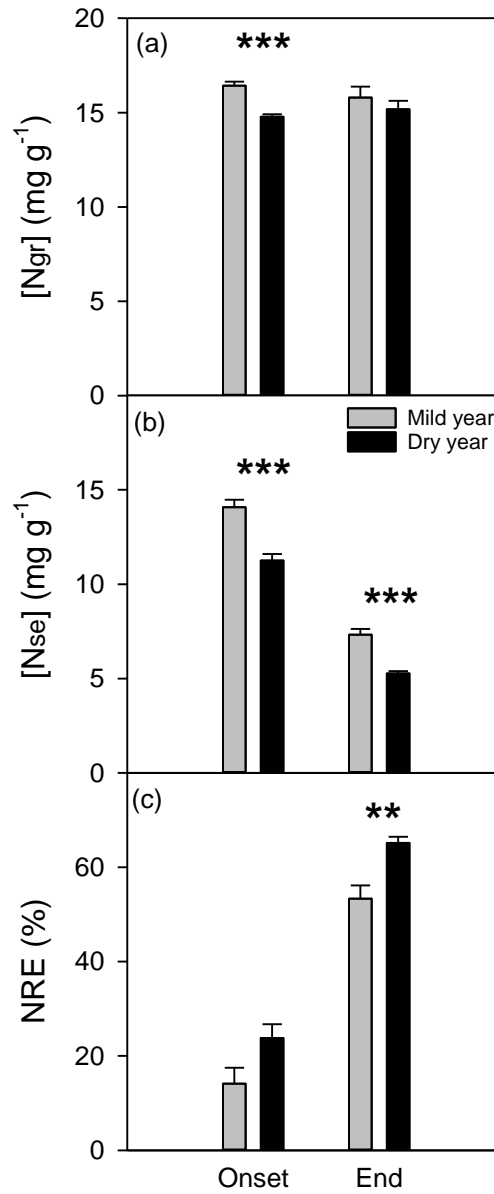 20
(a)
***
15
10
5
0
[Ngr] (mg g-1)
(b)
Mild year
Dry year
***
15
***
10
5
0
[Nse] (mg g-1)
(c)
**
60
40
20
0
NRE (%)
Onset End